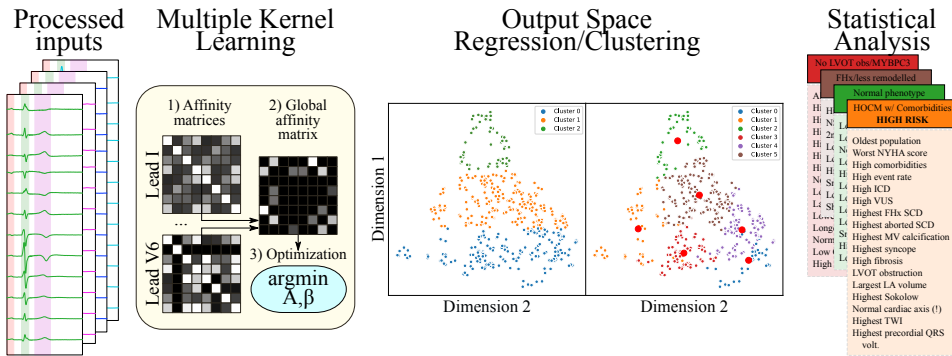 Processed
inputs
Multiple Kernel
Learning
1) Affinity
matrices
2) Global
affinity
matrix
Lead I
...
Lead V6
3) Optimization
argmin
A,β
Output Space
Regression/Clustering
Dimension 1
Cluster 0
Cluster 1
Cluster 2
Dimension 2
Cluster 0
Cluster 1
Cluster 2
Cluster 3
Cluster 4
Cluster 5
Dimension 2
Statistical
Analysis
No LVOT obs/MYBPC3
FHx/less remodelled
Normal phenotype
HOCM w/ Comorbidities
HIGH RISK
Oldest population
Worst NYHA score
High comorbidities
High event rate
High ICD
High VUS
Highest FHx SCD
Highest aborted SCD
Highest MV calcification
Highest syncope
High fibrosis
LVOT obstruction
Largest LA volume
Highest Sokolow
Normal cardiac axis (!)
Highest TWI
Highest precordial QRS
volt.